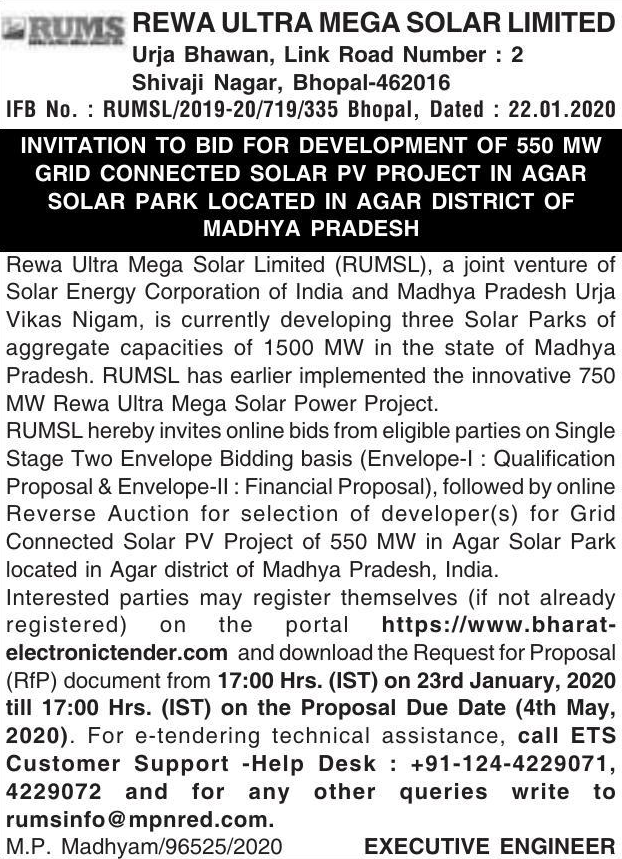 RUMS
REWA ULTRA MEGA SOLAR LIMITED
Urja Bhawan, Link Road Number : 2
Shivaji Nagar, Bhopal-462016
IFB No. : RUMSL/2019-20/719/335 Bhopal, Dated : 22.01.2020
INVITATION TO BID FOR DEVELOPMENT OF 550 MW
GRID CONNECTED SOLAR PV PROJECT IN AGAR
SOLAR PARK LOCATED IN AGAR DISTRICT OF
MADHYA PRADESH
Rewa Ultra Mega Solar Limited (RUMSL), a joint venture of
Solar Energy Corporation of India and Madhya Pradesh Urja
Vikas Nigam, is currently developing three Solar Parks of
aggregate capacities of 1500 MW in the state of Madhya
Pradesh. RUMSL has earlier implemented the innovative 750
MW Rewa Ultra Mega Solar Power Project.
RUMSL hereby invites online bids from eligible parties on Single
Stage Two Envelope Bidding basis (Envelope-I : Qualification
Proposal & Envelope-II : Financial Proposal), followed by online
Reverse Auction for selection of developer(s) for Grid
Connected Solar PV Project of 550 MW in Agar Solar Park
located in Agar district of Madhya Pradesh, India.
Interested parties may register themselves (if not already
registered) on the portal https://www.bharat-
electronictender.com and download the Request for Proposal
(RfP) document from 17:00 Hrs. (IST) on 23rd January, 2020
till 17:00 Hrs. (IST) on the Proposal Due Date (4th May,
2020). For e-tendering technical assistance, call ETS
Customer Support -Help Desk : +91-124-4229071,
4229072 and for any other queries write to
rumsinfo@mpnred.com.
M.P. Madhyam/96525/2020 EXECUTIVE ENGINEER